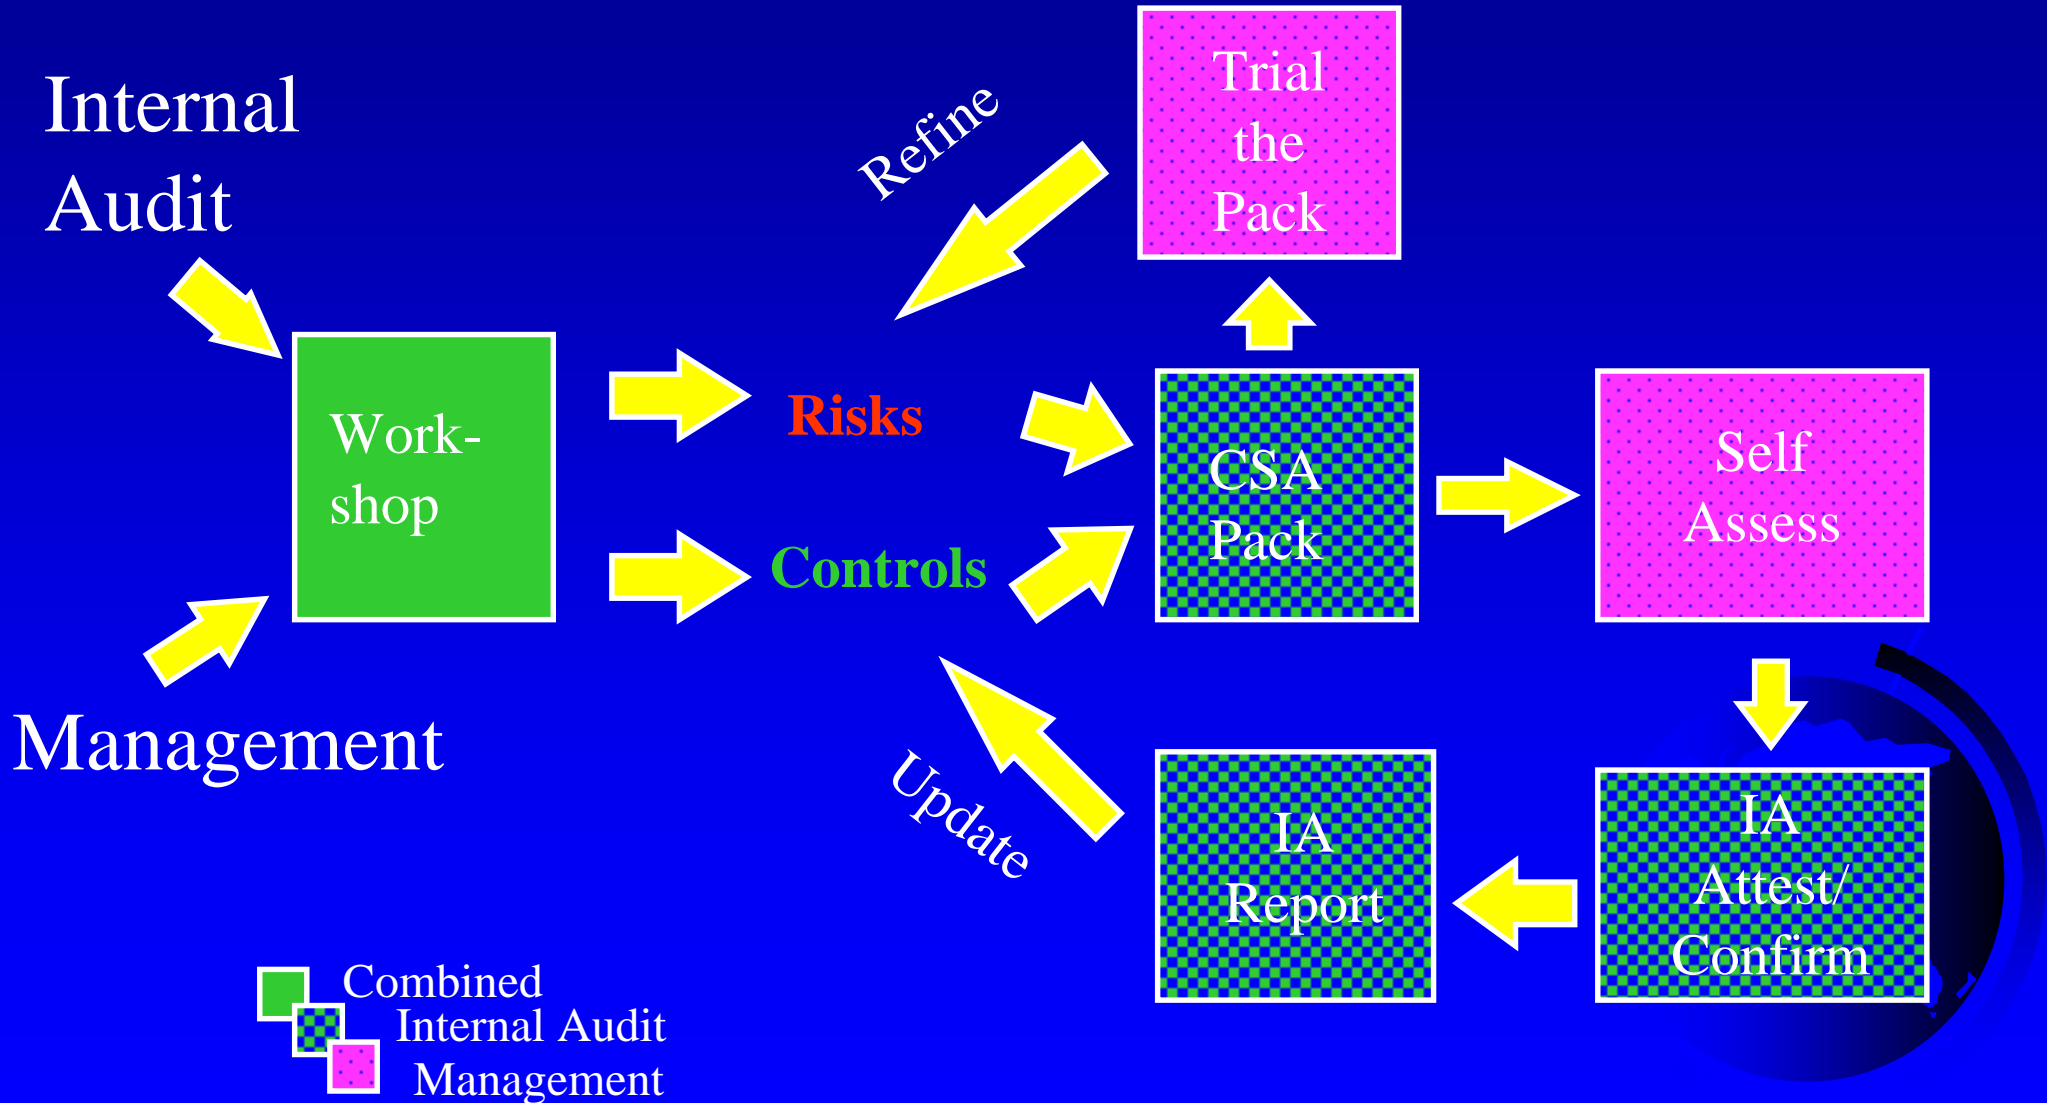 Internal
Audit
Management
Work-
shop
Refine
Risks
Controls
Update
Trial
the
Pack
CSA
Pack
Self
Assess
IA
Attest/
Confirm
IA
Report
Combined
Internal Audit
Management